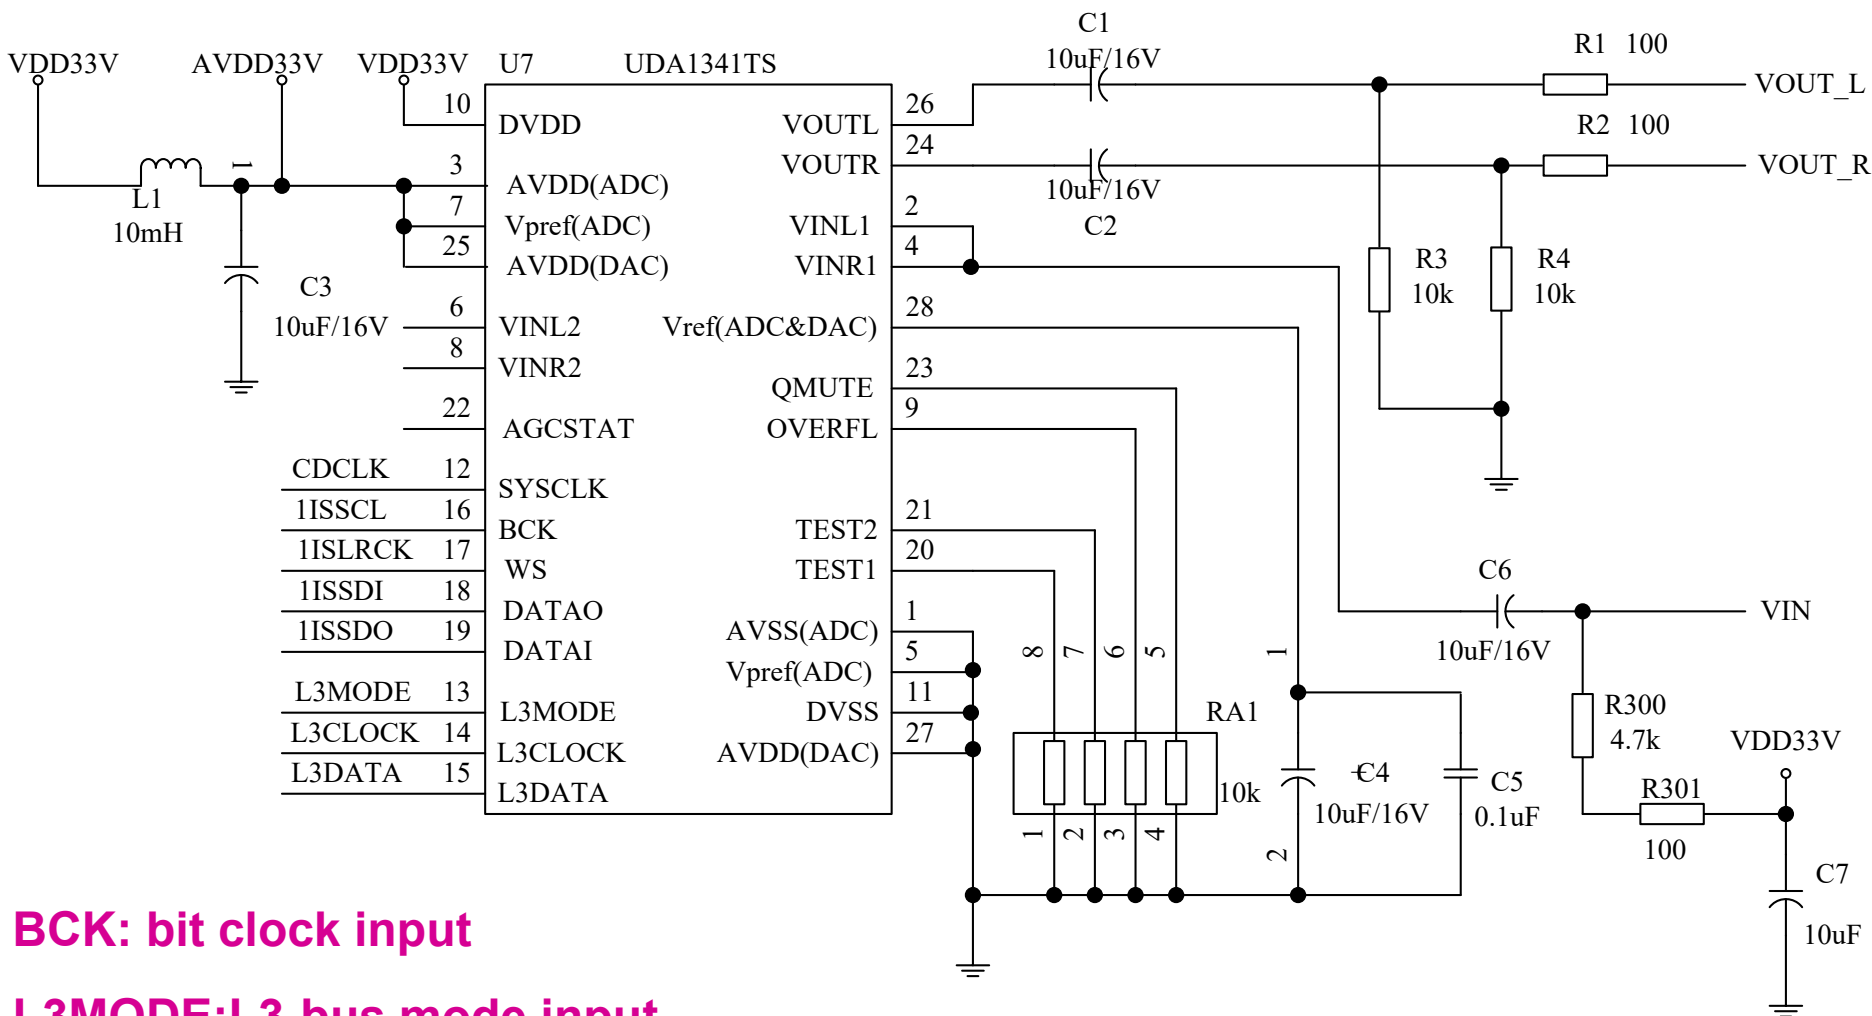 C1
10uF/16V
R1 100
VDD33V AVDD33V VDD33V U7 UDA1341TS
VOUT_L
10 DVDD VOUTL 26
R2 100
24
VOUTR
VOUT_R
10uF/16V
C2
1
3 AVDD(ADC)
L1
10mH
7 Vpref(ADC) VINL1 2
25 AVDD(DAC) VINR1 4
R3
10k
R4
10k
C3
10uF/16V
6 VINL2 Vref(ADC&DAC) 28
8 VINR2
QMUTE 23
22 AGCSTAT OVERFL 9
CDCLK 12 SYSCLK
1ISSCL 16 BCK TEST2 21
1ISLRCK 17 WS TEST1 20
1ISSDI 18 DATAO AVSS(ADC) 1
1ISSDO 19 DATAI Vpref(ADC) 5
L3MODE 13 L3MODE DVSS 11
L3CLOCK 14 L3CLOCK AVDD(DAC) 27
L3DATA 15 L3DATA
C6
10uF/16V
VIN
8 7 6 5
RA1
10k
1 2 3 4
1
+C4
10uF/16V
2
C5
0.1uF
R300
4.7k
VDD33V
R301
100
C7
10uF
BCK: bit clock input
L3MODE:L3 bus mode input